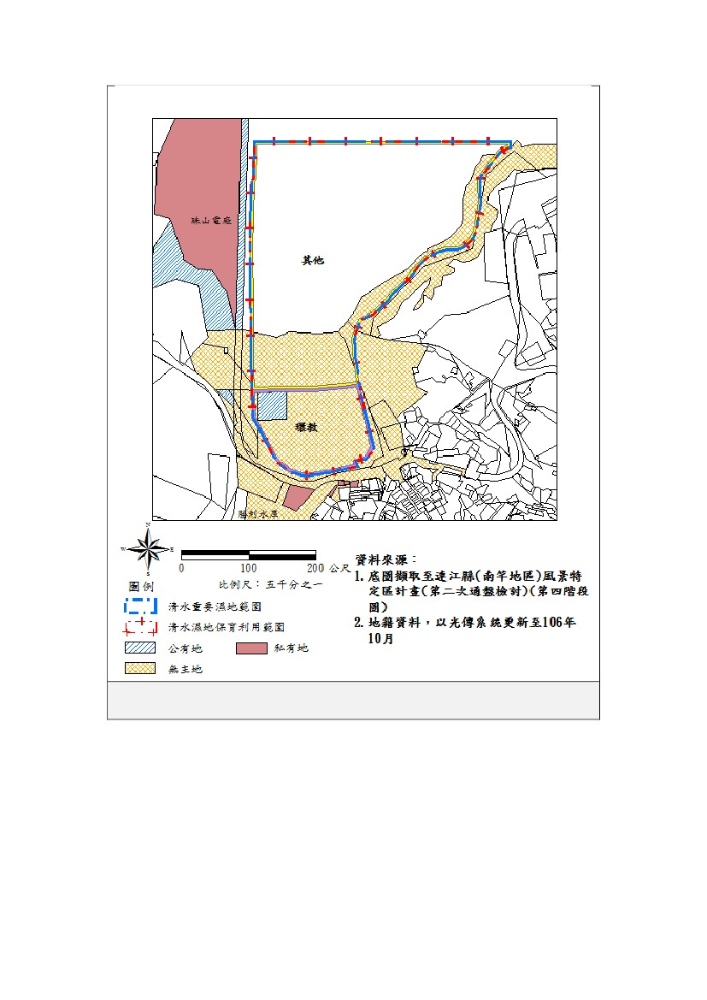 珠山電廠
其他
環教
勝利水庫
N
W
E
S
0 100 200 公尺
比例尺：五千分之一
圖例
清水重要濕地範圍
清水濕地保育利用範圍
公有地
私有地
無主地
資料來源：
1. 底圖擷取至連江縣(南竿地區)風景特
定區計畫(第二次通盤檢討)(第四階段
圖)
2. 地籍資料，以光傳系統更新至106年
10月